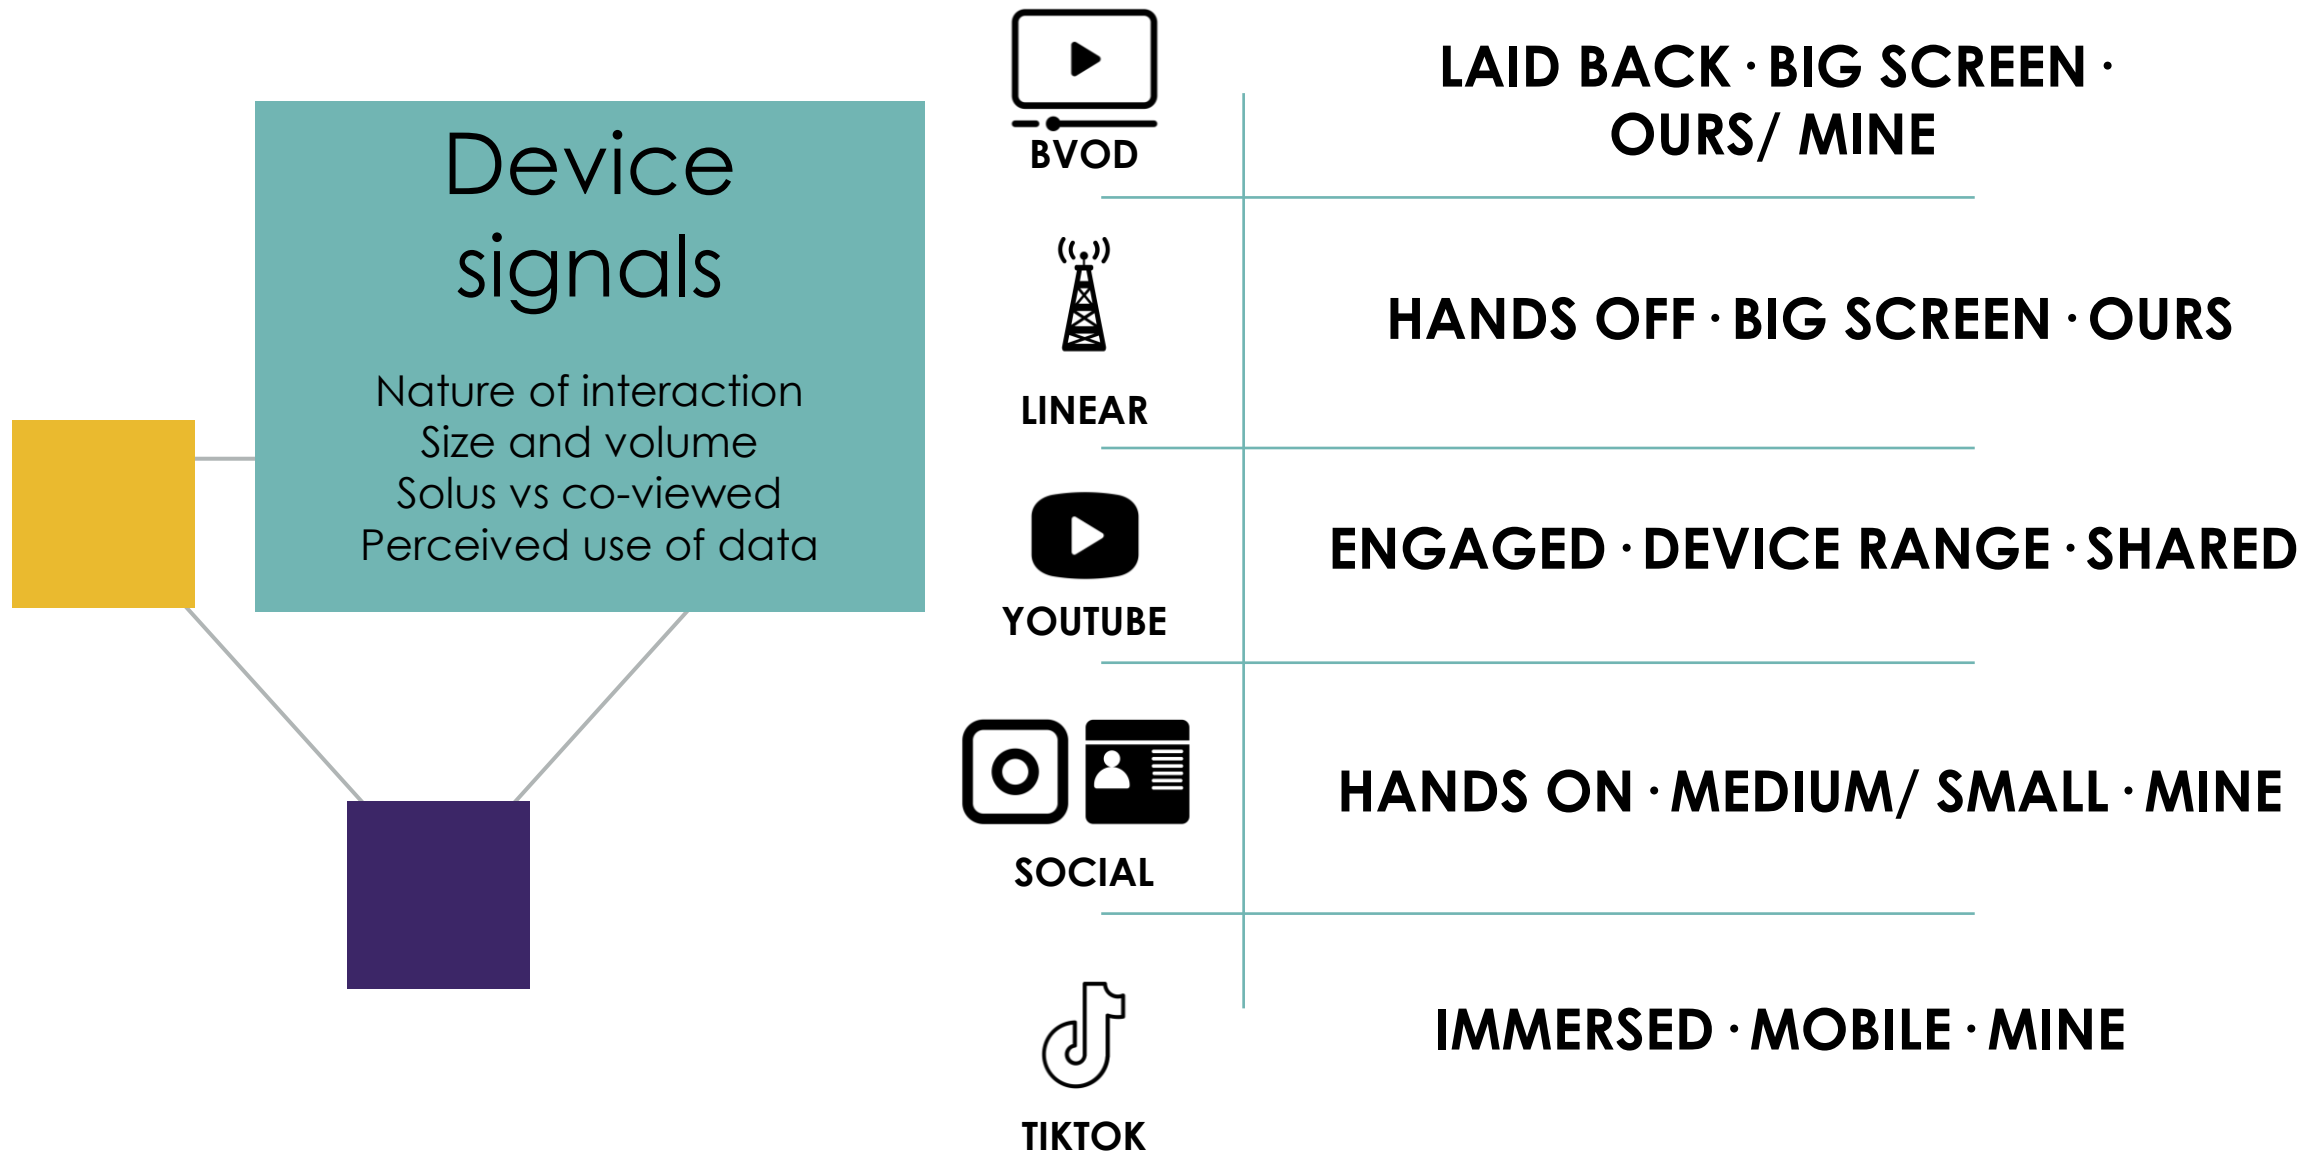 Device
signals
Nature of interaction
Size and volume
Solus vs co-viewed
Perceived use of data
BVOD
LAID BACK · BIG SCREEN ·
OURS/ MINE
LINEAR
HANDS OFF · BIG SCREEN · OURS
YOUTUBE
ENGAGED · DEVICE RANGE · SHARED
SOCIAL
HANDS ON · MEDIUM/ SMALL · MINE
TIKTOK
IMMERSED · MOBILE · MINE